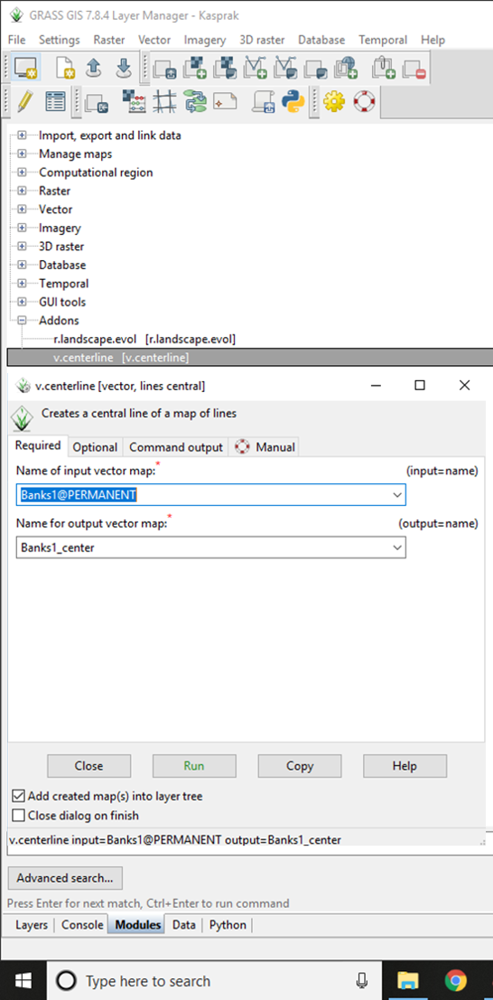 GRASS GIS 7.8.4 Layer Manager - Kasprak
File Settings Raster Vector Imagery 3D raster Database Temporal Help
Import, export and link data
Manage maps
Computational region
Raster
Vector
Imagery
3D raster
Database
Temporal
GUI tools
Addons
r.landscape.evol [r.landscape.evol]
v.centerline [v.centerline]
v.centerline [vector, lines central]
Creates a central line of a map of lines
Required Optional Command output Manual
Name of input vector map:* (input=name)
Banks1@PERMANENT
Name for output vector map:* (output=name)
Banks1_center
Close Run Copy Help
Add created map(s) into layer tree
Close dialog on finish
v.centerline input=Banks1@PERMANENT output=Banks1_center
Advanced search...
Press Enter for next match, Ctrl+Enter to run command
Layers Console Modules Data Python
Type here to search